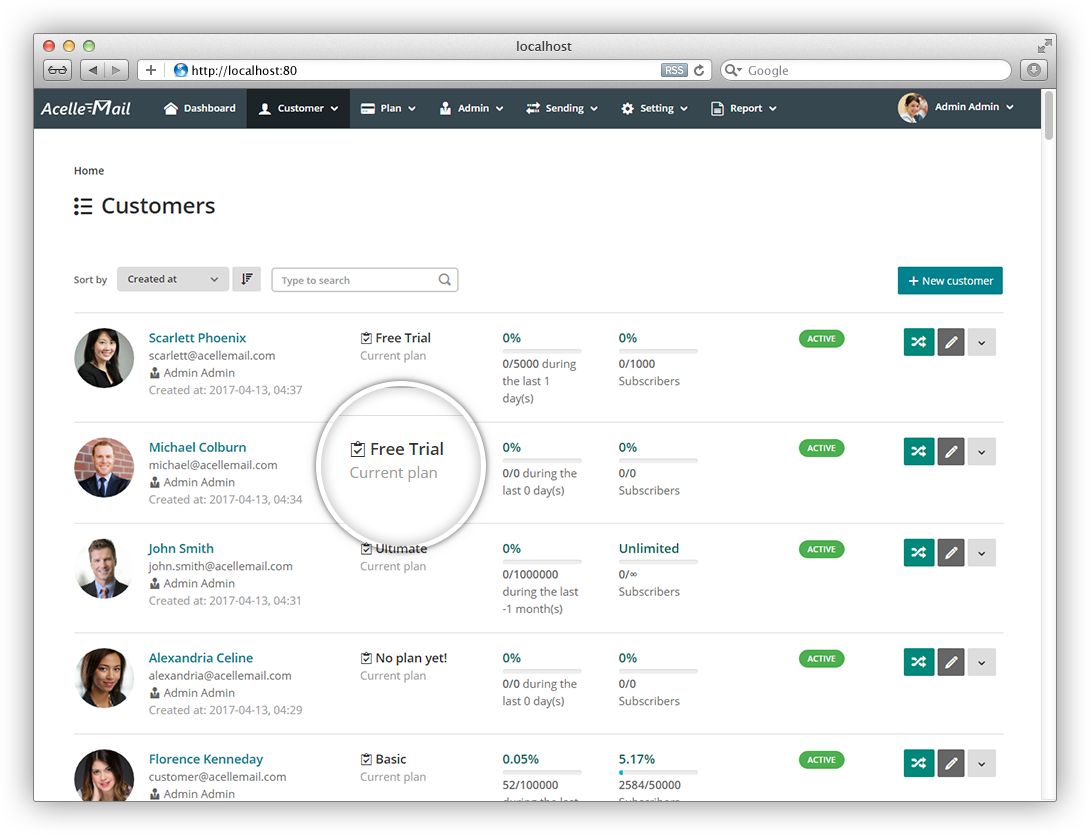 localhost
http://localhost:80
RSS
Google
Acelle Mail
Dashboard
Customer
Plan
Admin
Sending
Setting
Report
Admin Admin
Home
Customers
Sort by
Created at
Type to search
+ New customer
Scarlett Phoenix
scarlett@acellemail.com
Admin Admin
Created at: 2017-04-13, 04:37
Free Trial
Current plan
0%
0/5000 during
the last 1
day(s)
0%
0/1000
Subscribers
ACTIVE
Michael Colburn
michael@acellemail.com
Admin Admin
Created at: 2017-04-13, 04:34
Free Trial
Current plan
0%
0/0 during the
last 0 day(s)
0%
0/0
Subscribers
ACTIVE
John Smith
john.smith@acellemail.com
Admin Admin
Created at: 2017-04-13, 04:31
Ultimate
Current plan
0%
0/1000000
during the last
-1 month(s)
Unlimited
0/∞
Subscribers
ACTIVE
Alexandria Celine
alexandria@acellemail.com
Admin Admin
Created at: 2017-04-13, 04:29
No plan yet!
Current plan
0%
0/0 during the
last 0 day(s)
0%
0/0
Subscribers
ACTIVE
Florence Kenneday
customer@acellemail.com
Admin Admin
Basic
Current plan
0.05%
52/100000
during the last
5.17%
2584/50000
Subscribers
ACTIVE